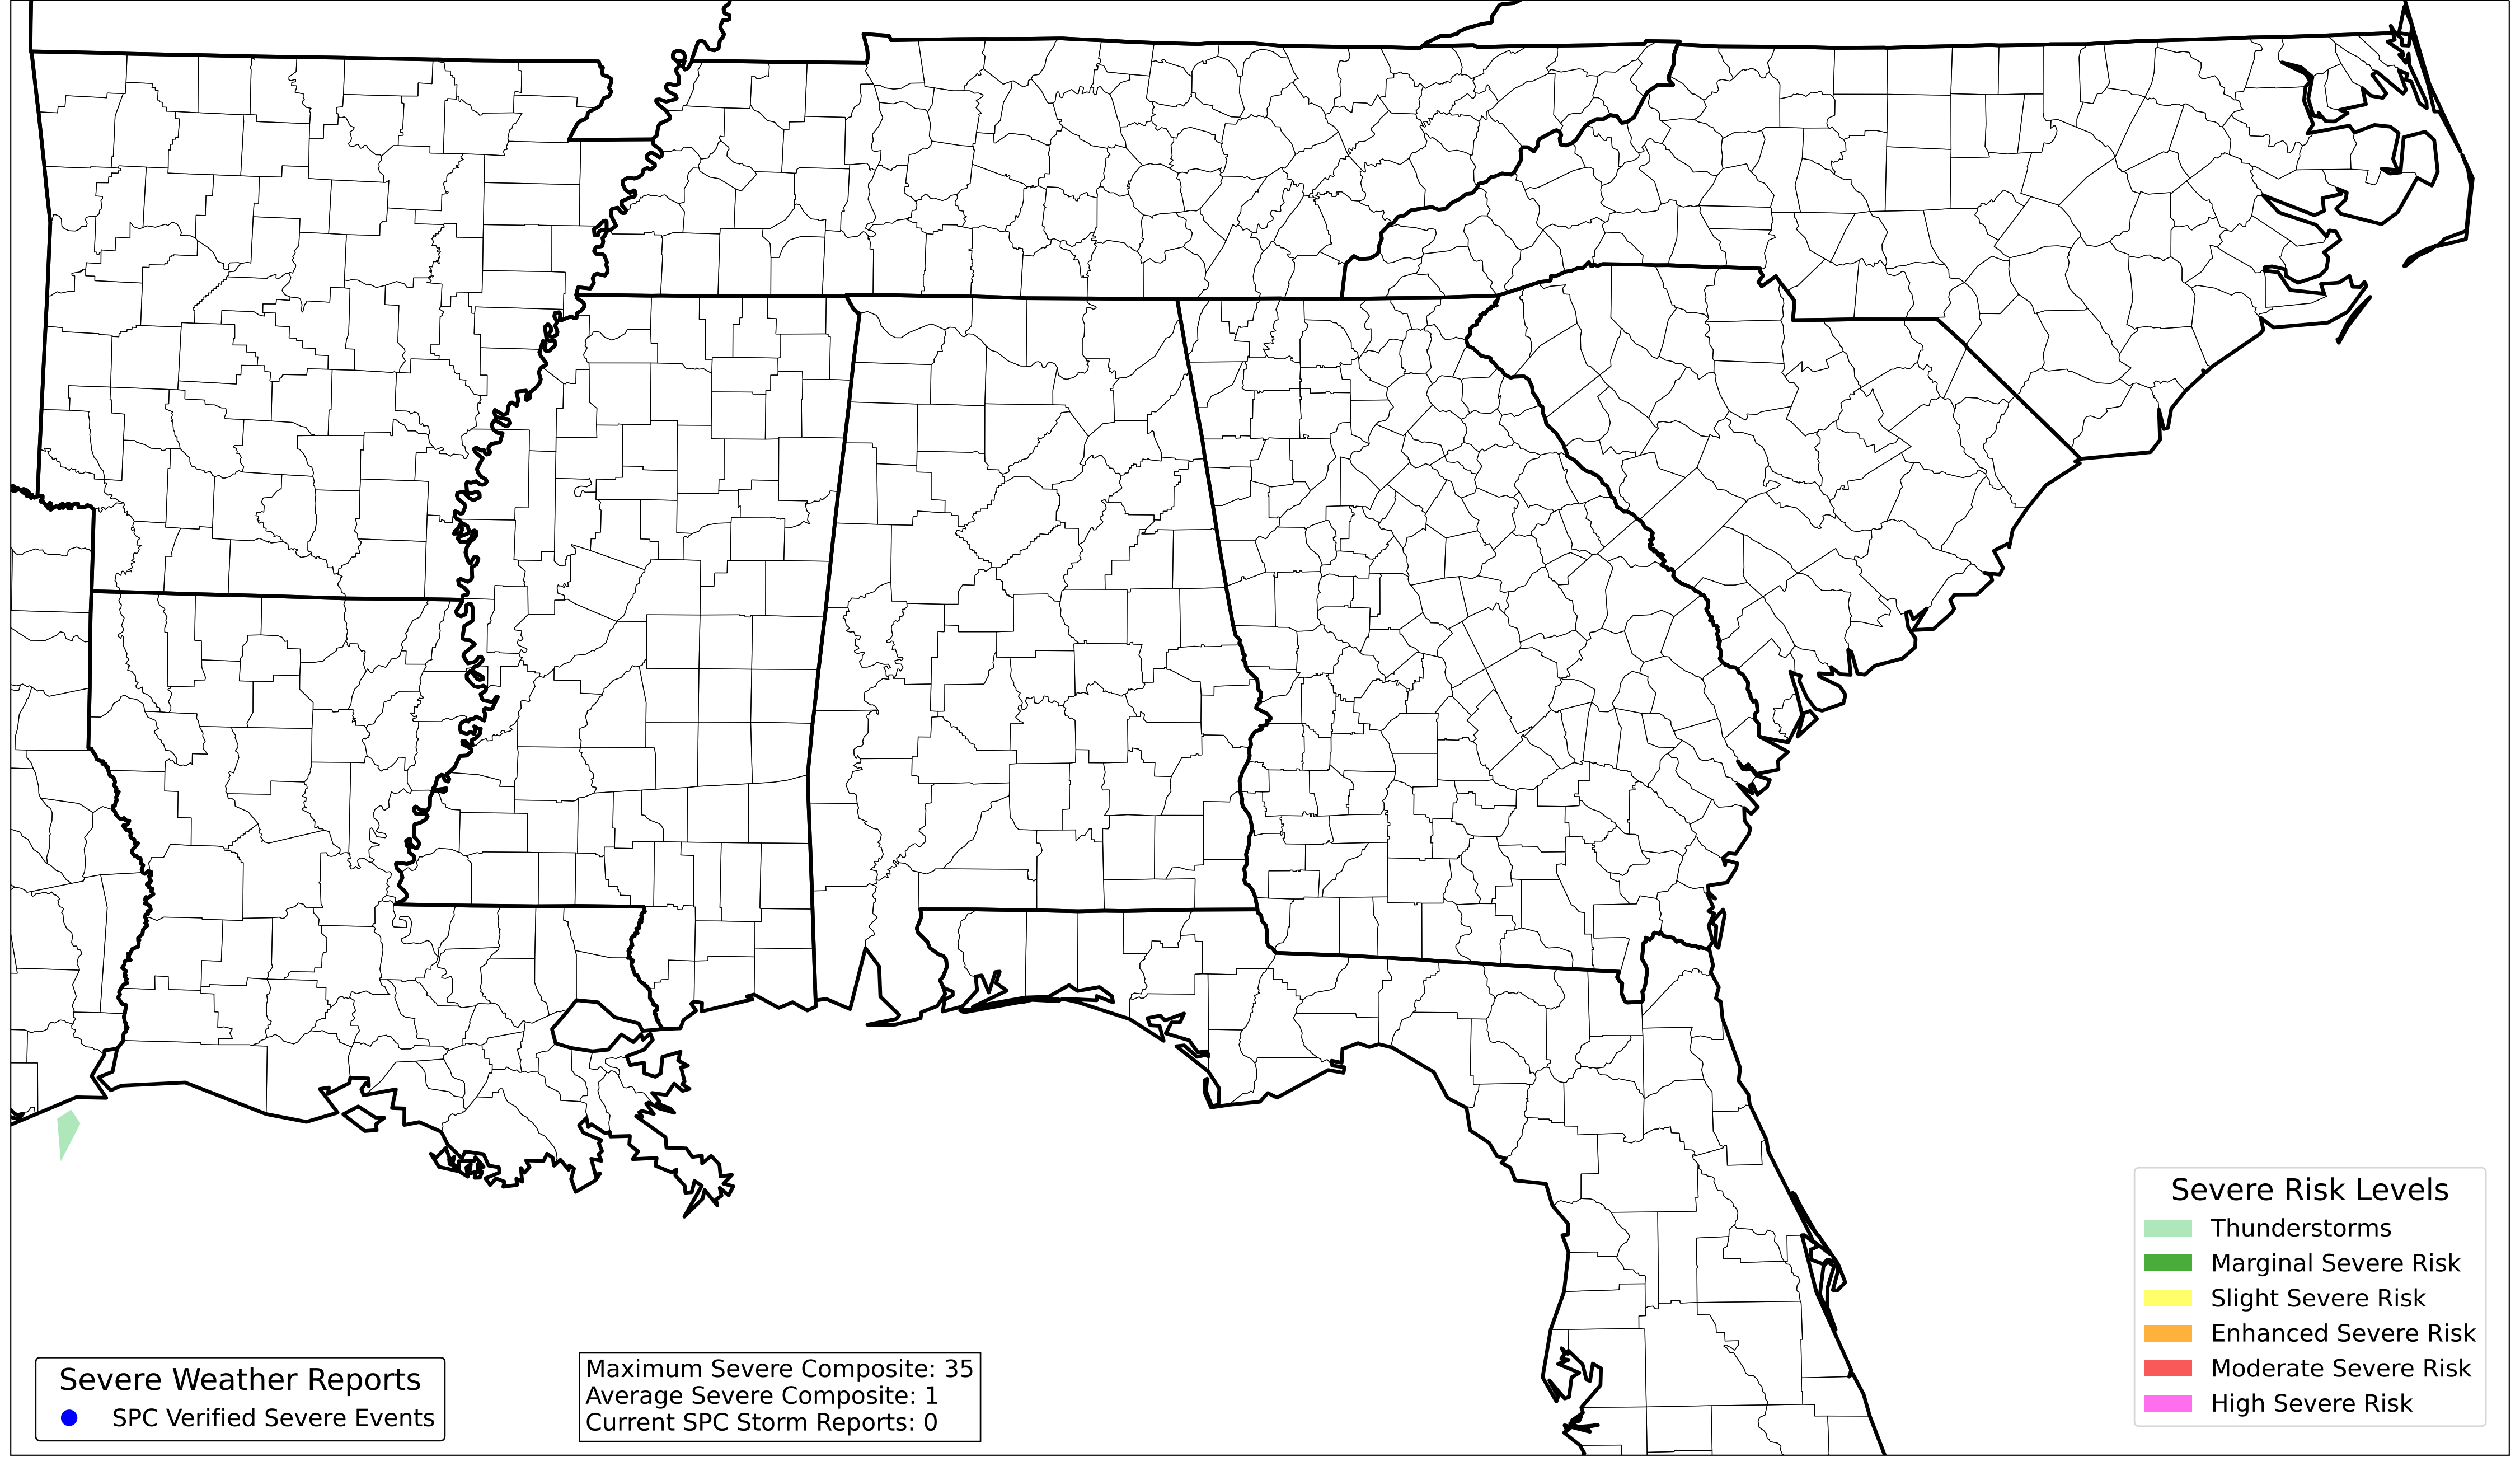 Severe Weather Reports
SPC Verified Severe Events
Maximum Severe Composite: 35
Average Severe Composite: 1
Current SPC Storm Reports: 0
Severe Risk Levels
Thunderstorms
Marginal Severe Risk
Slight Severe Risk
Enhanced Severe Risk
Moderate Severe Risk
High Severe Risk